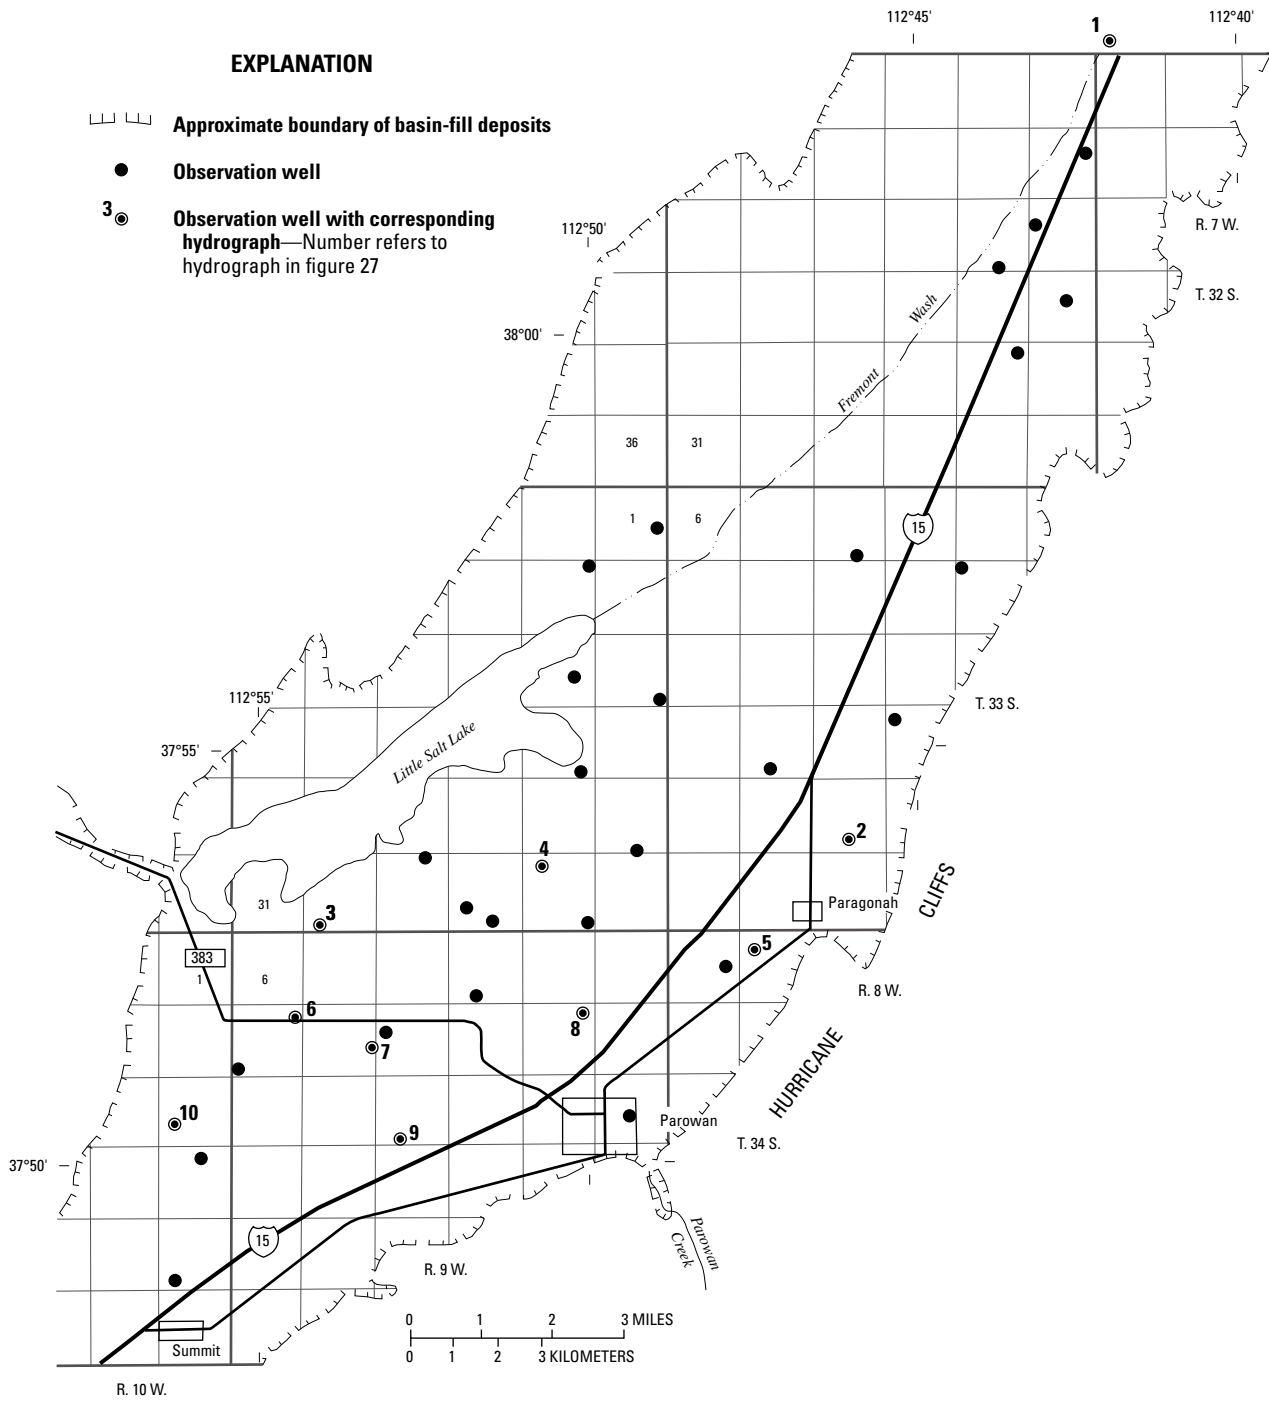 112°45'
112°40'
1
EXPLANATION
Approximate boundary of basin-fill deposits
Observation well
3
Observation well with corresponding
hydrograph—Number refers to
hydrograph in figure 27
112°50'
R. 7 W.
T. 32 S.
Wash
38°00'
Fremont
36
31
1
6
15
112°55'
T. 33 S.
37°55'
Little Salt Lake
2
4
CLIFFS
Paragonah
31
3
5
383
1
6
R. 8 W.
6
8
7
HURRICANE
10
Parowan
9
T. 34 S.
37°50'
15
Parowan
Creek
R. 9 W.
0 1 2 3 MILES
0 1 2 3 KILOMETERS
Summit
R. 10 W.